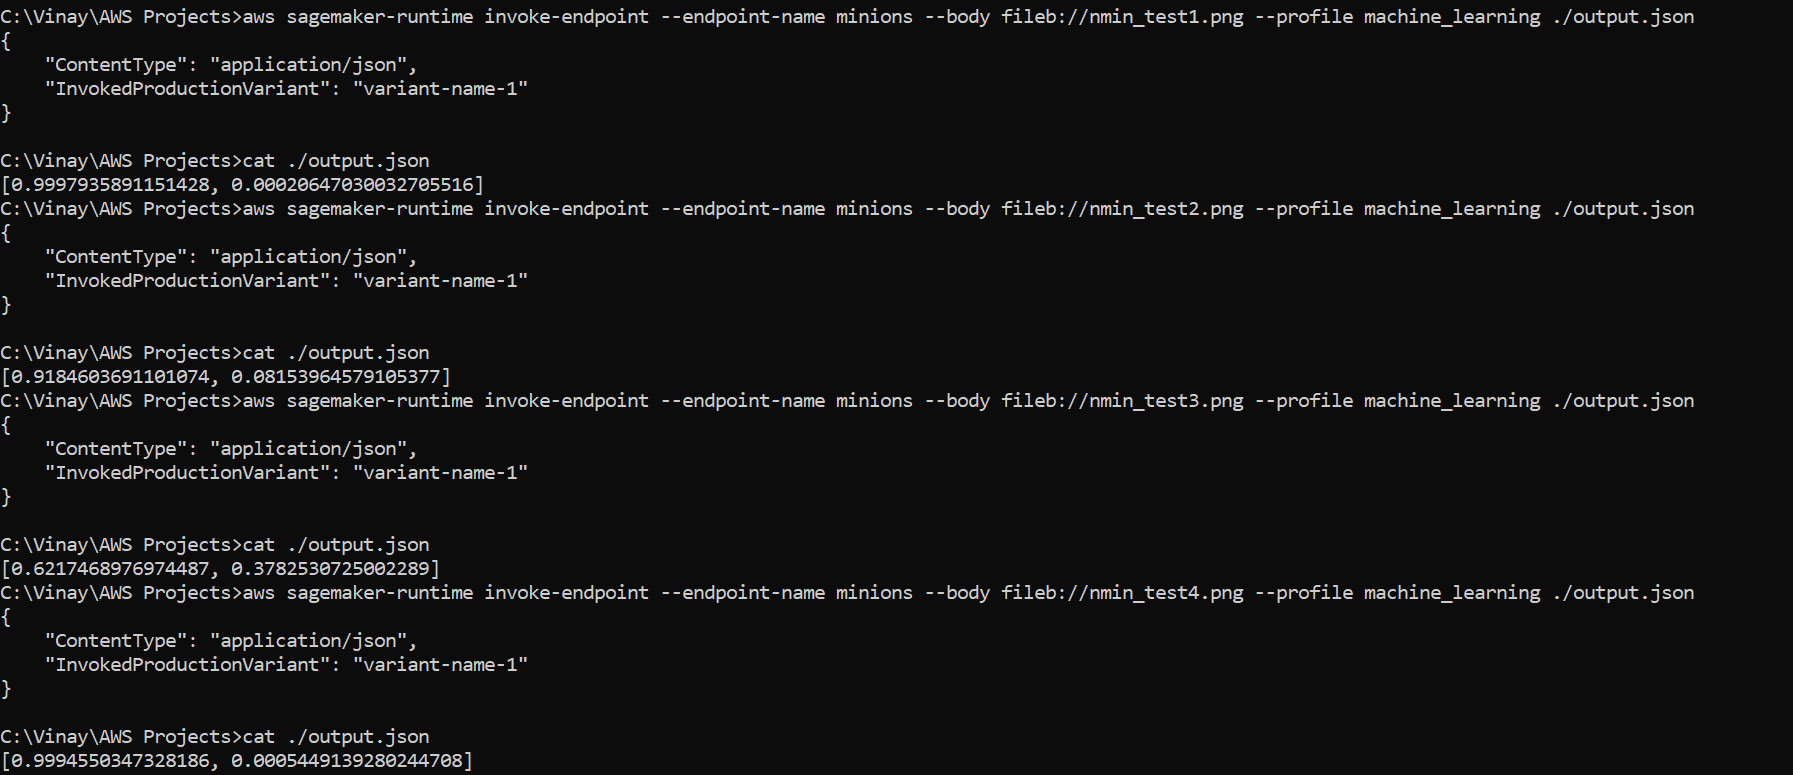 C:\Vinay\AWS Projects>aws sagemaker-runtime invoke-endpoint --endpoint-name minions --body fileb://nmin_test1.png --profile machine_learning ./output.json
{
    "ContentType": "application/json",
    "InvokedProductionVariant": "variant-name-1"
}

C:\Vinay\AWS Projects>cat ./output.json
[0.9997935891151428, 0.00020647030032705516]
C:\Vinay\AWS Projects>aws sagemaker-runtime invoke-endpoint --endpoint-name minions --body fileb://nmin_test2.png --profile machine_learning ./output.json
{
    "ContentType": "application/json",
    "InvokedProductionVariant": "variant-name-1"
}

C:\Vinay\AWS Projects>cat ./output.json
[0.9184603691101074, 0.08153964579105377]
C:\Vinay\AWS Projects>aws sagemaker-runtime invoke-endpoint --endpoint-name minions --body fileb://nmin_test3.png --profile machine_learning ./output.json
{
    "ContentType": "application/json",
    "InvokedProductionVariant": "variant-name-1"
}

C:\Vinay\AWS Projects>cat ./output.json
[0.6217468976974487, 0.3782530725002289]
C:\Vinay\AWS Projects>aws sagemaker-runtime invoke-endpoint --endpoint-name minions --body fileb://nmin_test4.png --profile machine_learning ./output.json
{
    "ContentType": "application/json",
    "InvokedProductionVariant": "variant-name-1"
}

C:\Vinay\AWS Projects>cat ./output.json
[0.9994550347328186, 0.0005449139280244708]